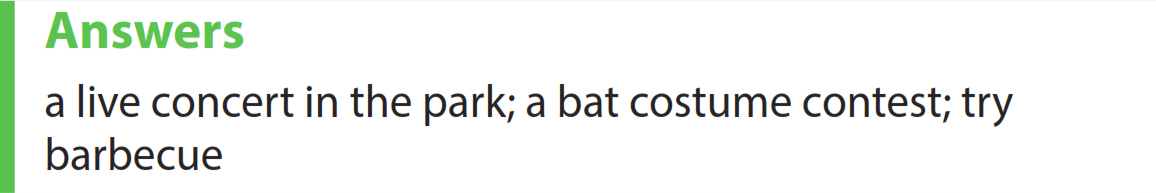 Answers
a live concert in the park; a bat costume contest; try
barbecue